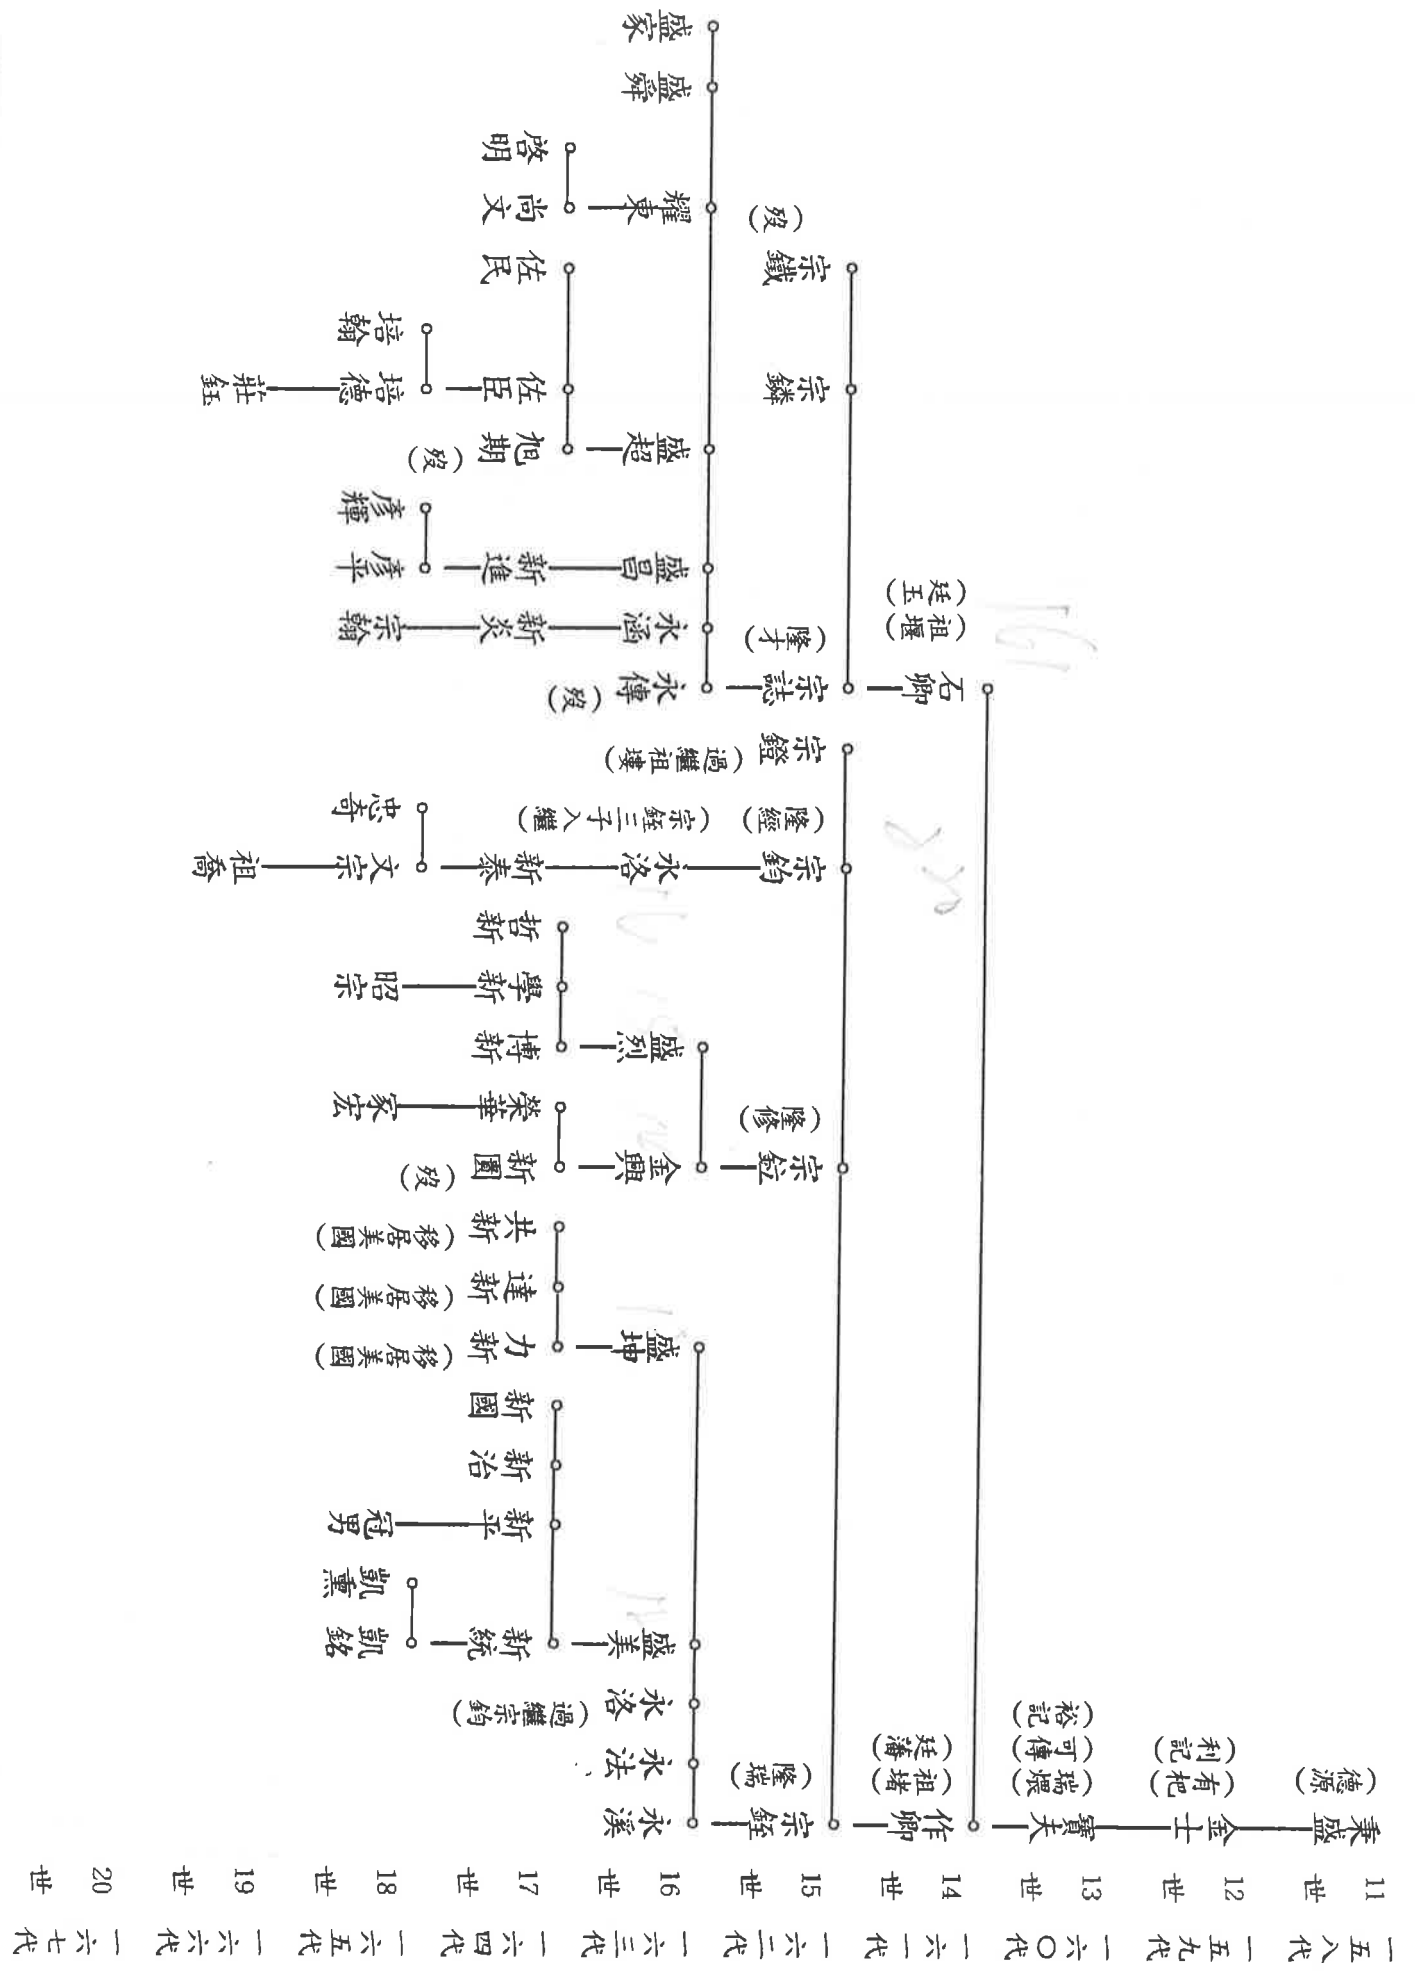 11世 一五八代
秉盛
(德源)
12世 一五九代
金士
(有杷)
(利記)
13世 一六〇代
寶夫
(瑞煨)
(可傳)
(裕記)
14世 一六一代
作卿
(祖堵)
(廷藩)
石卿
(祖堰)
(廷玉)
15世 一六二代
宗銍
(隆瑞)
宗鉝
(隆修)
宗鈞
(隆經)
宗鐙
(過繼祖塿)
宗誌
(隆才)
宗鏻
宗鐵
(歿)
16世 一六三代
永溪
永法
永洛
(過繼宗鈞)
盛美
盛坤
金興
盛烈
永洛
(宗銍三子入繼)
永傳
(歿)
永涵
盛昌
盛超
耀東
盛舜
盛家
17世 一六四代
新統
新平
新治
新國
力新
(移居美國)
達新
(移居美國)
共新
(移居美國)
新圖
(歿)
榮華
博新
學新
哲新
新泰
新炎
新進
旭期
(歿)
佐臣
佐民
尚文
啓明
18世 一六五代
凱銘
凱熏
冠男
家宏
昭宗
文宗
忠奇
宗翰
彥平
彥輝
培德
培翰
19世 一六六代
祖喬
莊鈺
20世 一六七代